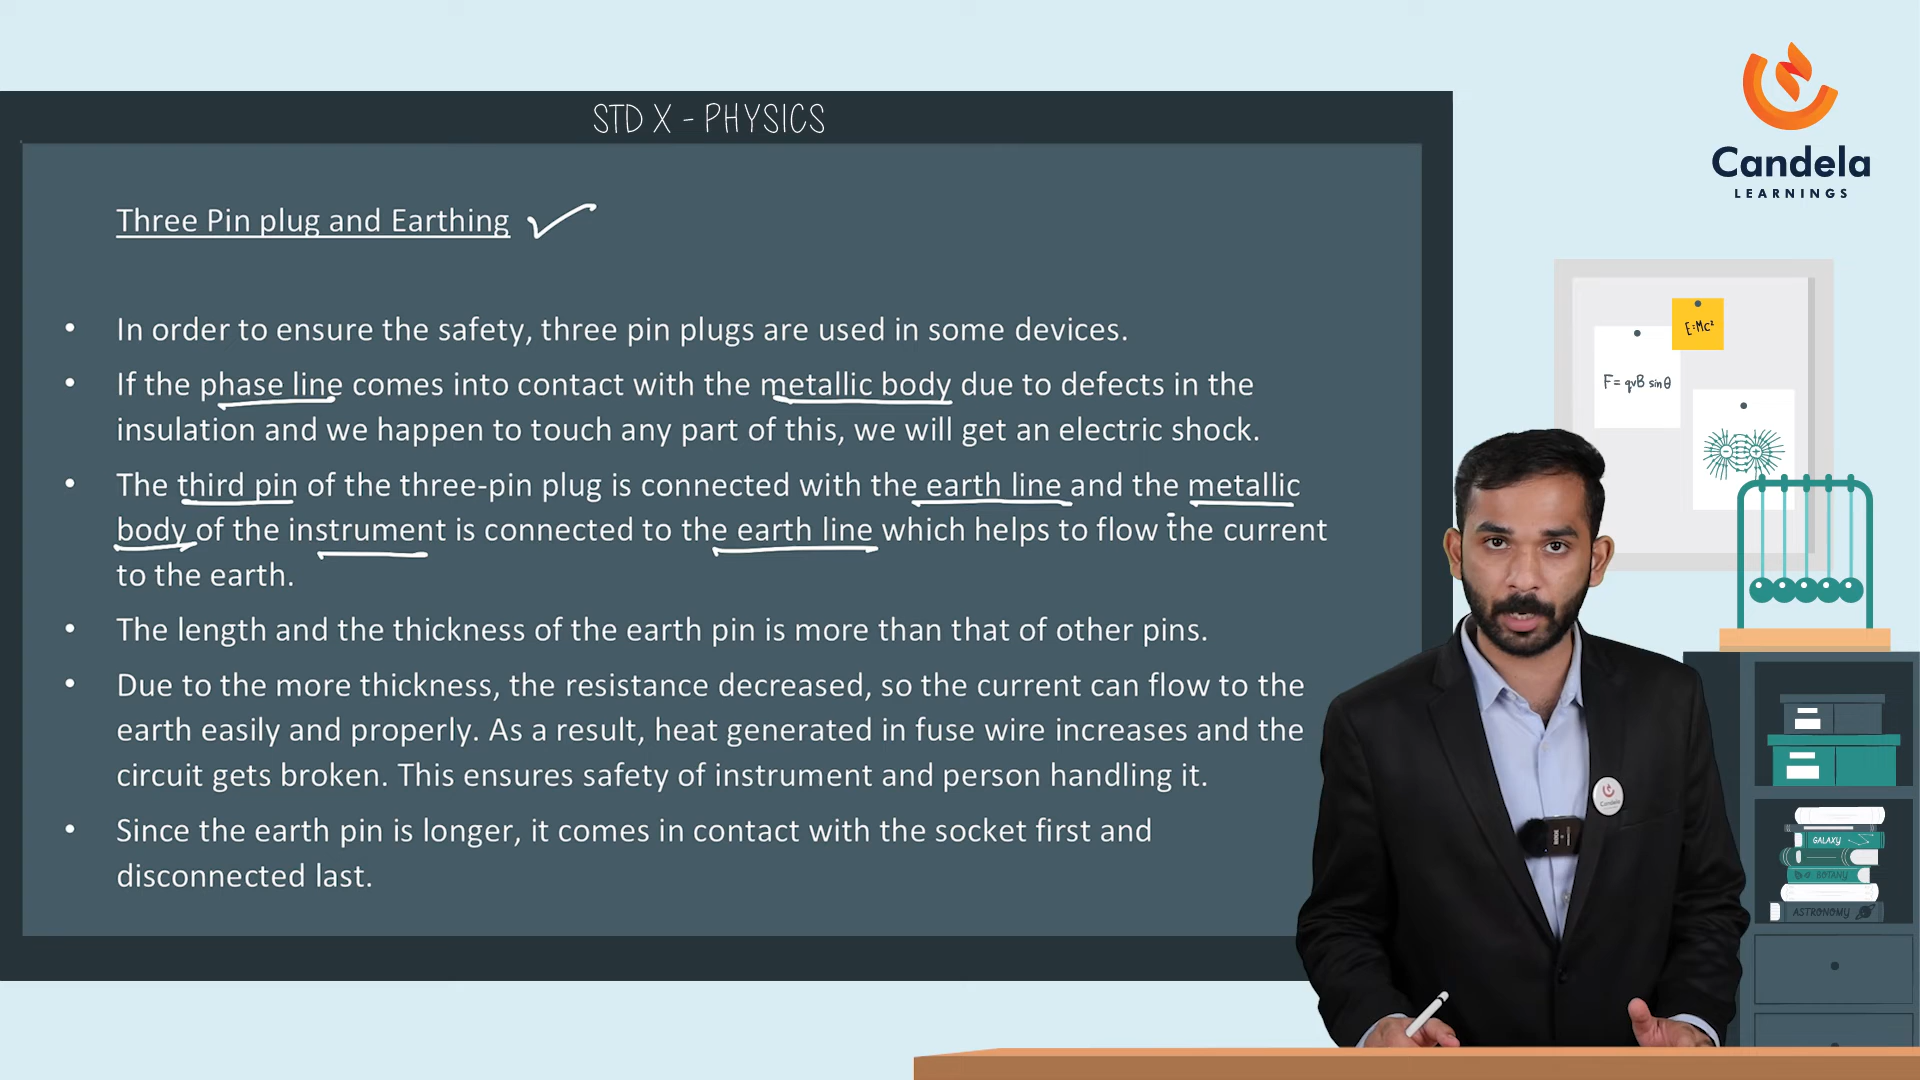 STD X - PHYSICS
Candela
LEARNINGS
Three Pin plug and Earthing
• In order to ensure the safety, three pin plugs are used in some devices.
• If the phase line comes into contact with the metallic body due to defects in the
insulation and we happen to touch any part of this, we will get an electric shock.
• The third pin of the three-pin plug is connected with the earth line and the metallic
body of the instrument is connected to the earth line which helps to flow the current
to the earth.
• The length and the thickness of the earth pin is more than that of other pins.
• Due to the more thickness, the resistance decreased, so the current can flow to the
earth easily and properly. As a result, heat generated in fuse wire increases and the
circuit gets broken. This ensures safety of instrument and person handling it.
• Since the earth pin is longer, it comes in contact with the socket first and
disconnected last.
E=Mc²
F= qvB sinθ
Candela
GALAXY
BOTANY
ASTRONOMY